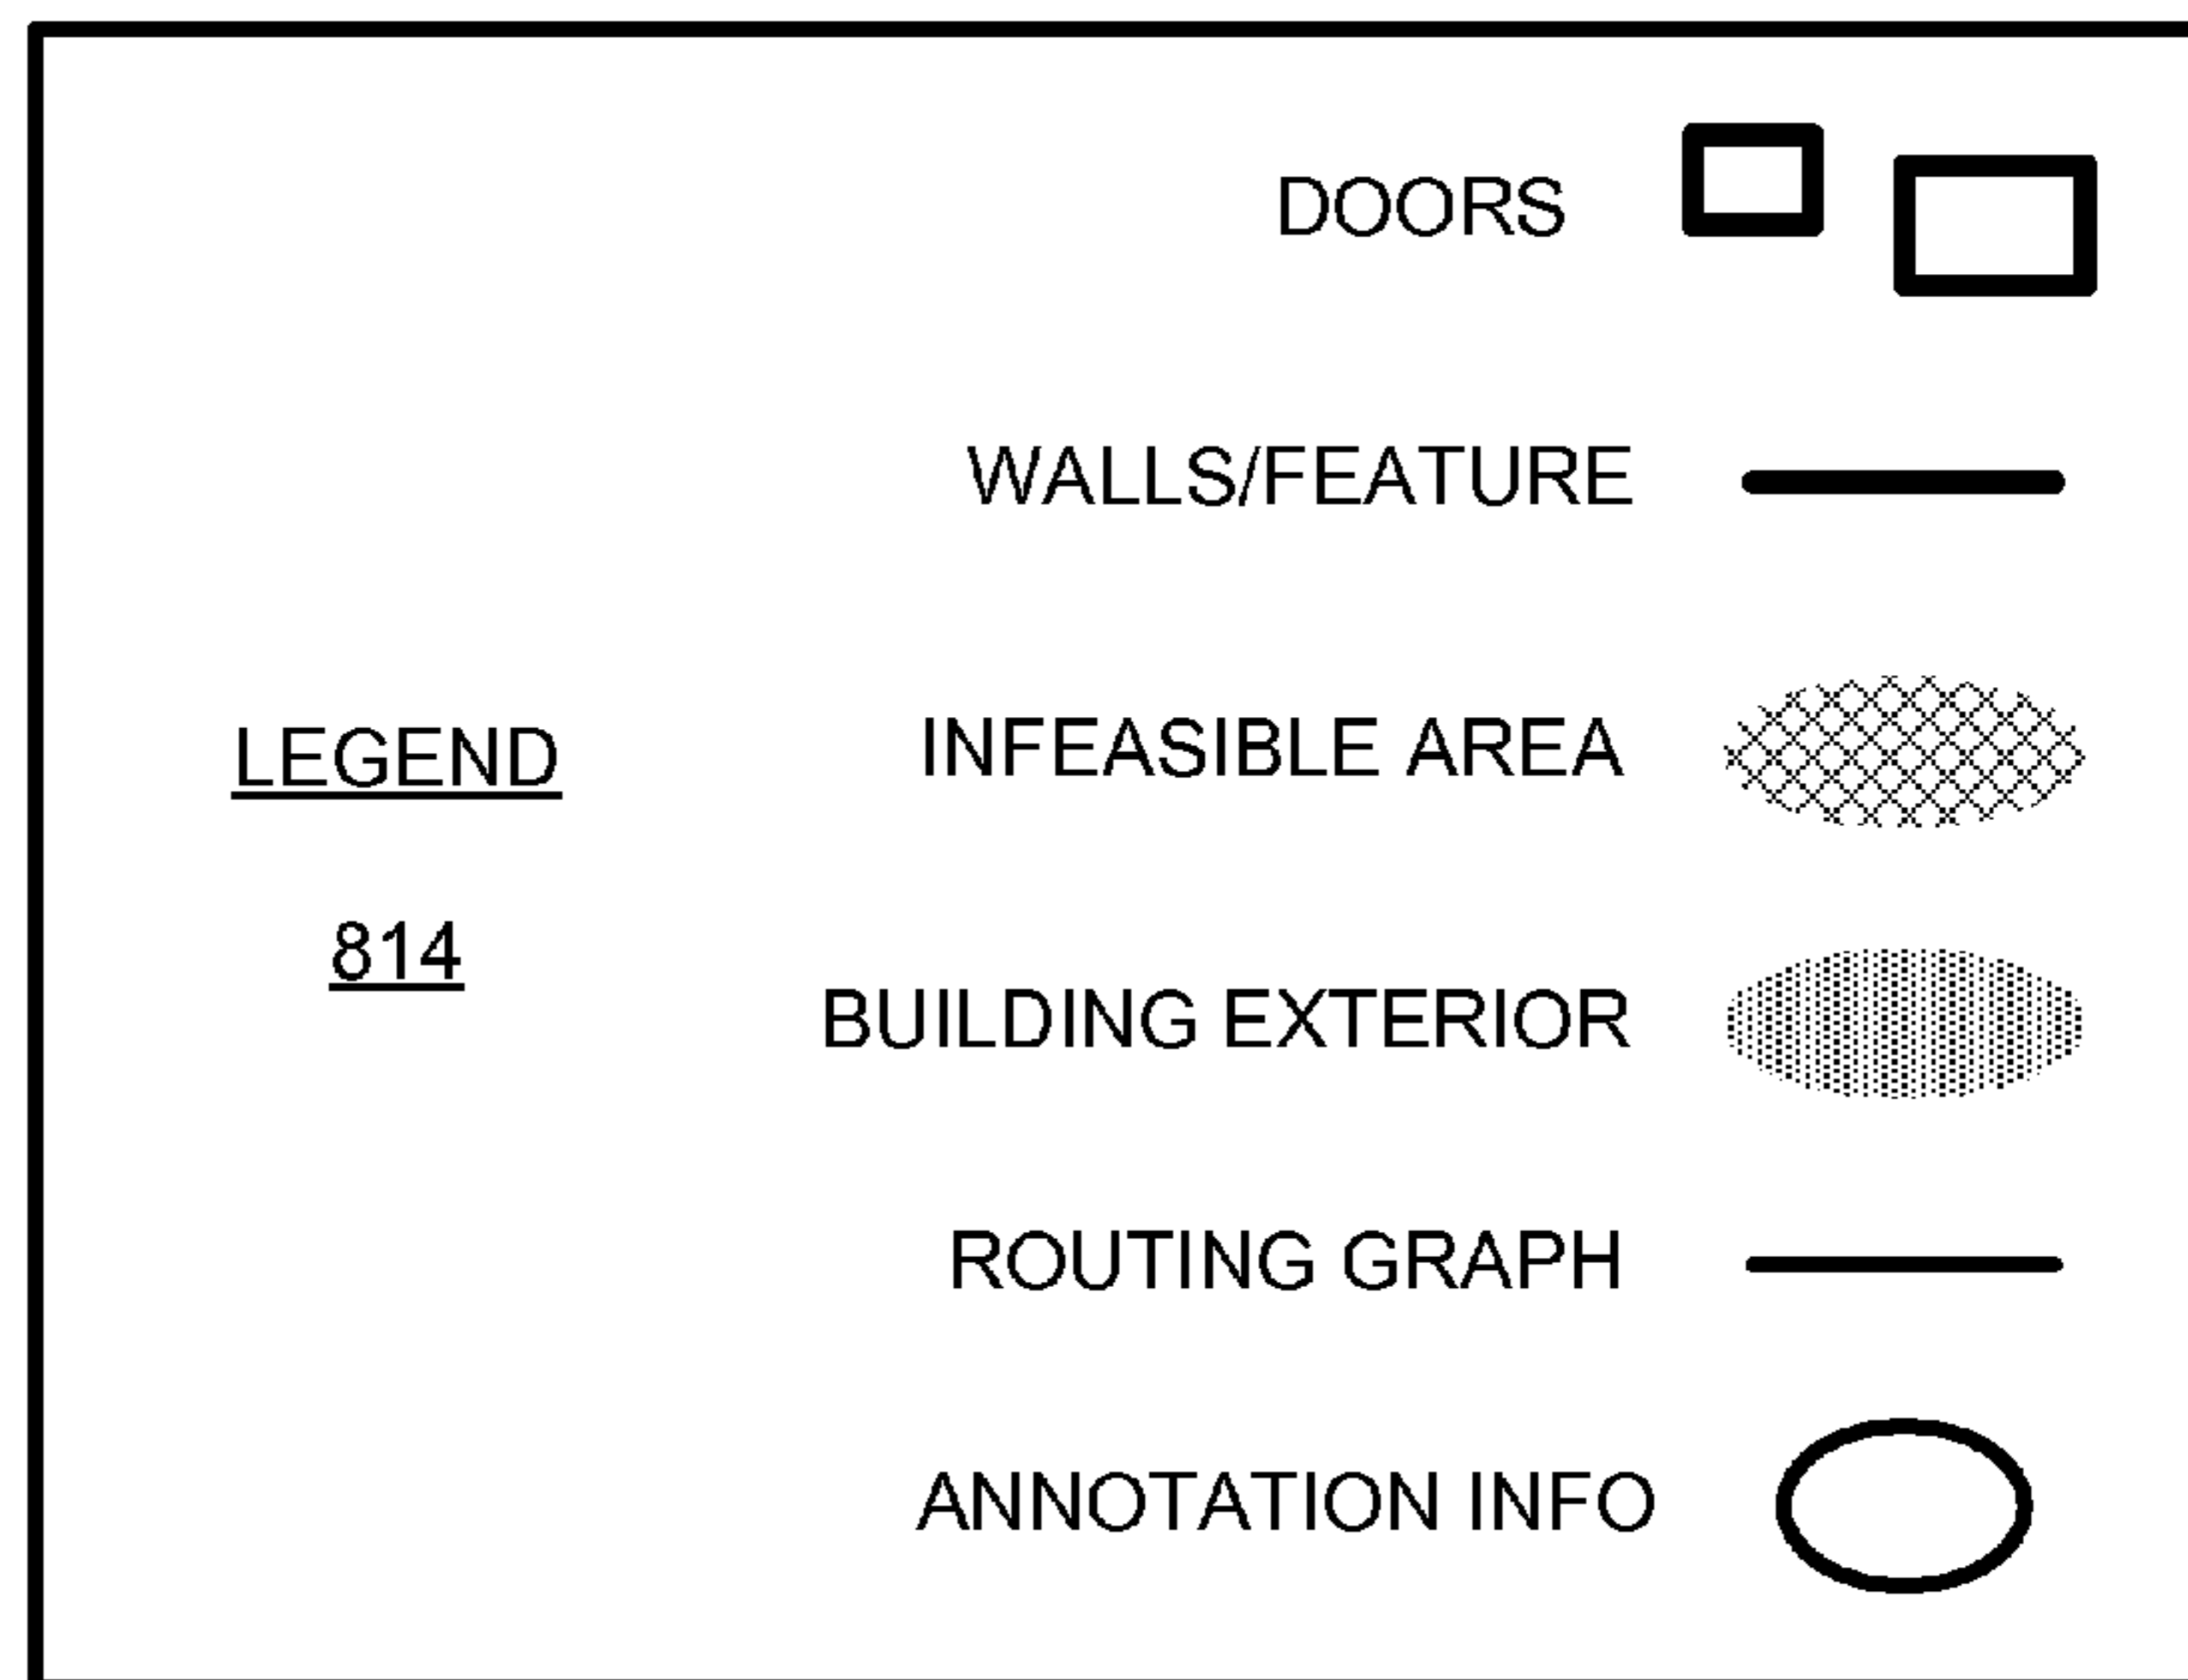 DOORS
WALLS/FEATURE
INFEASIBLE AREA
LEGEND
814
BUILDING EXTERIOR
ROUTING GRAPH
ANNOTATION INFO